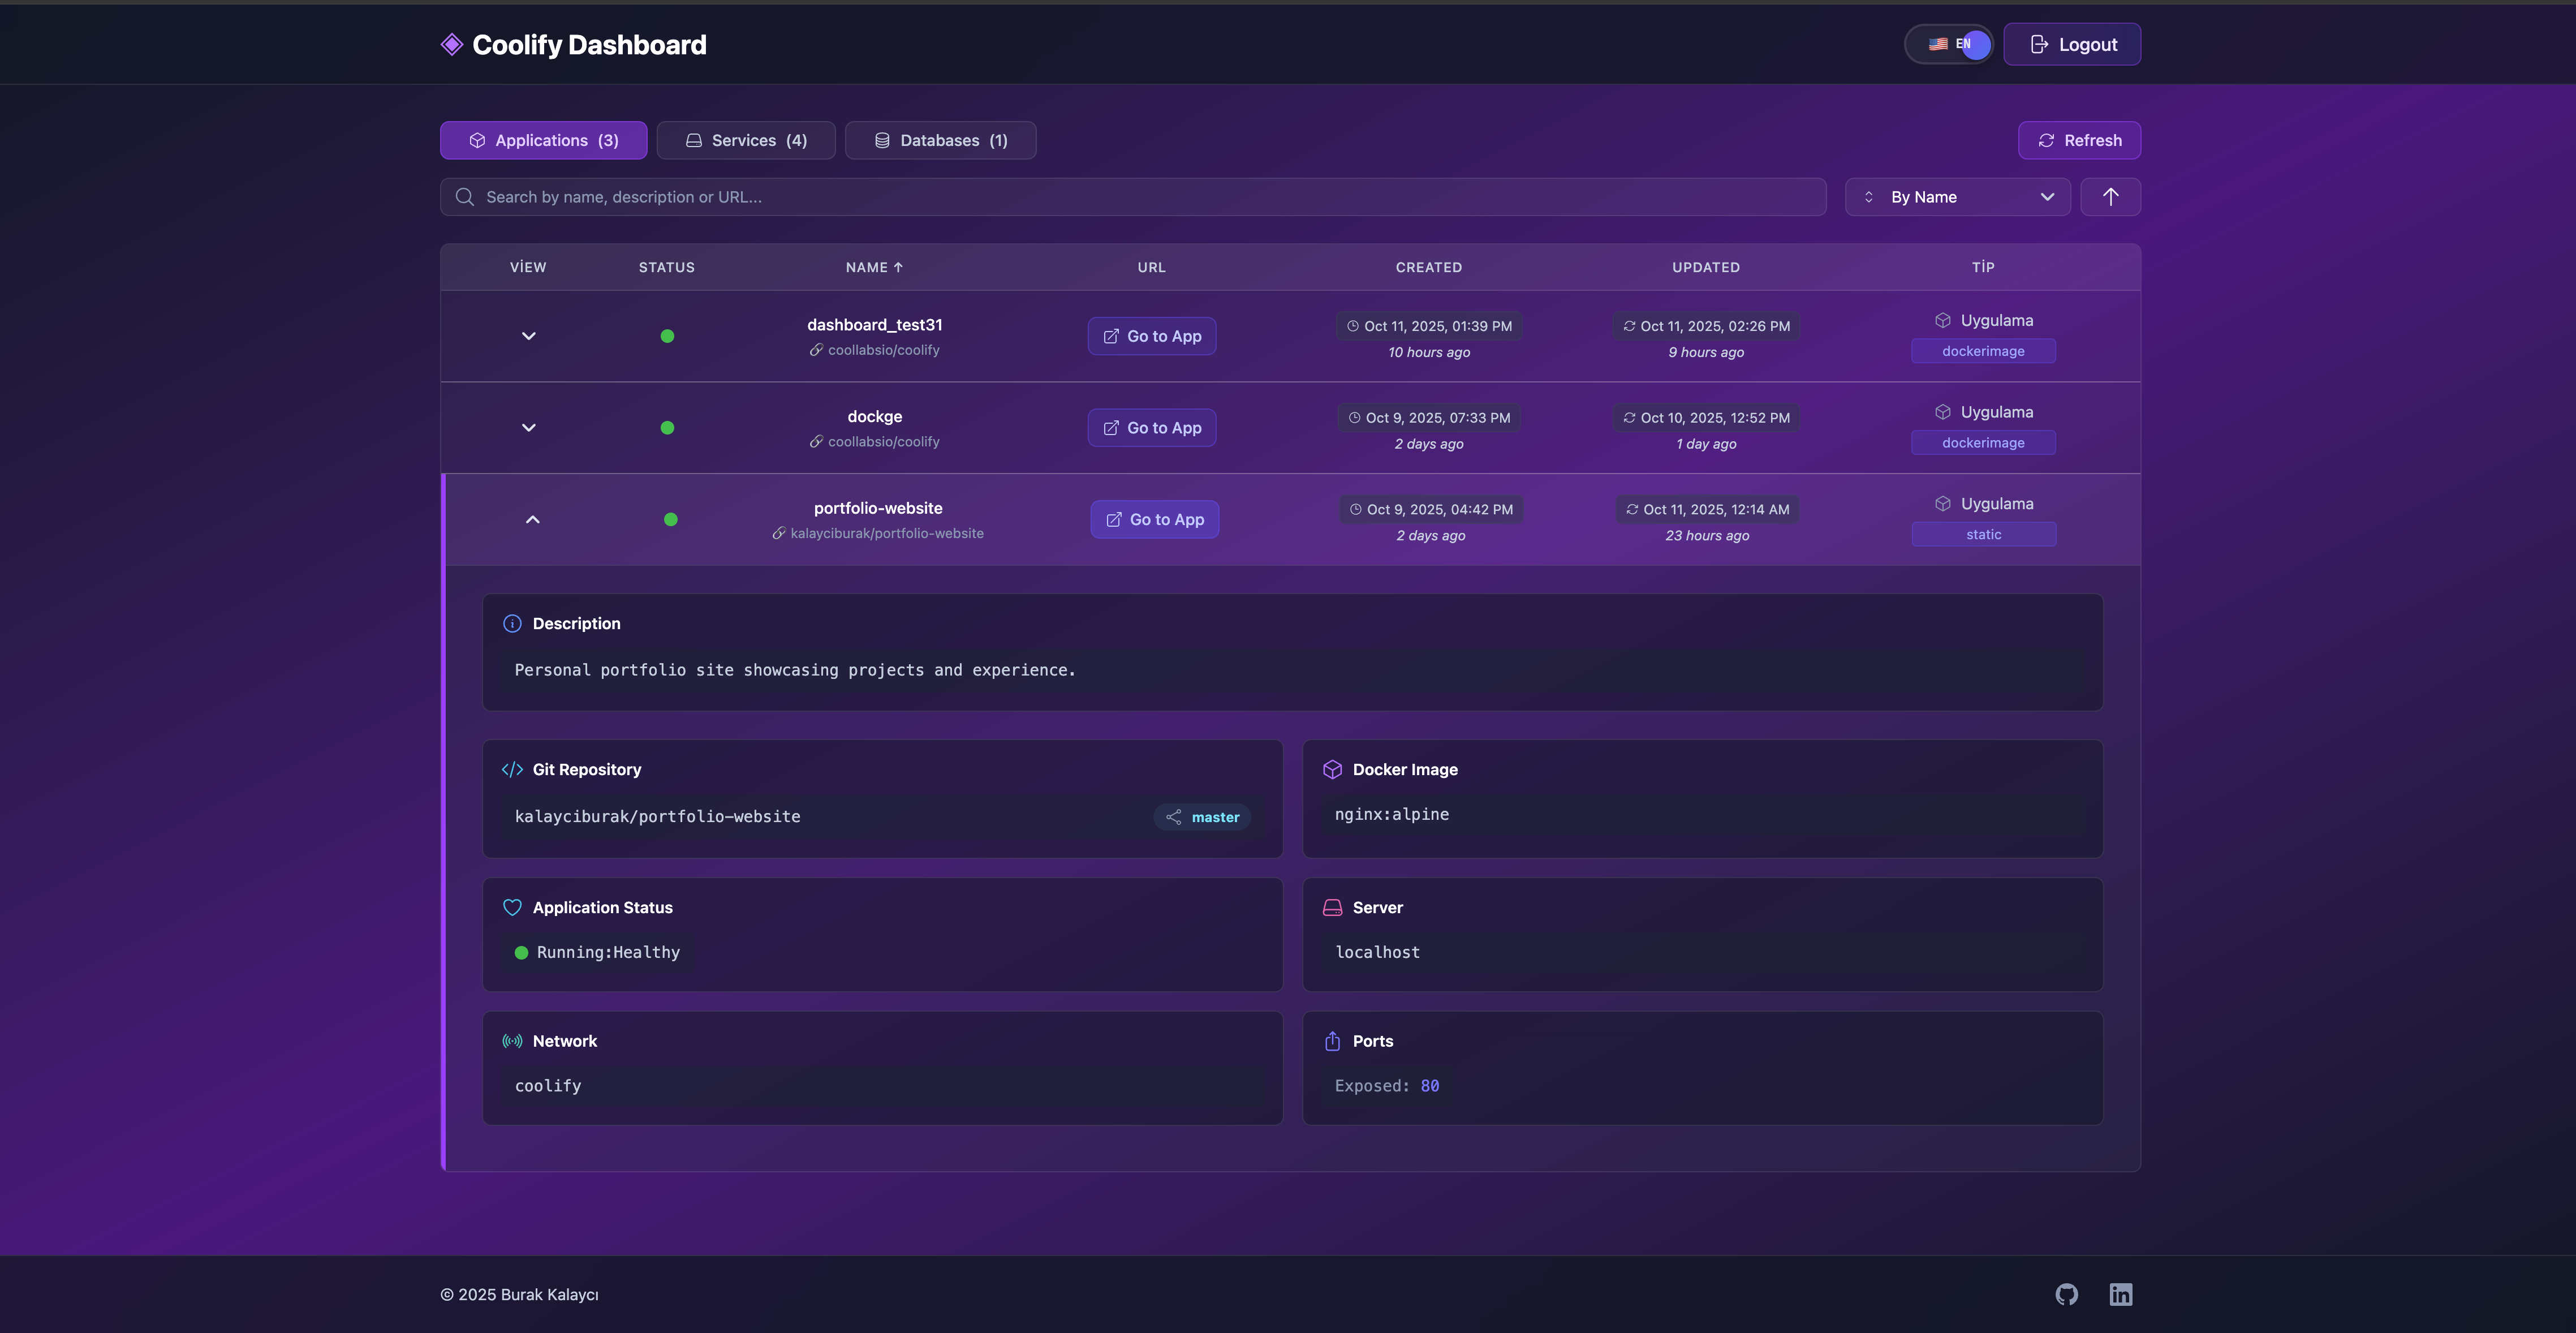 Coolify Dashboard
EN
Logout
Applications (3)
Services (4)
Databases (1)
Refresh
Search by name, description or URL...
By Name
VİEW STATUS NAME ↑ URL CREATED UPDATED TİP
dashboard_test31
coollabsio/coolify
Go to App
Oct 11, 2025, 01:39 PM
10 hours ago
Oct 11, 2025, 02:26 PM
9 hours ago
Uygulama
dockerimage
dockge
coollabsio/coolify
Go to App
Oct 9, 2025, 07:33 PM
2 days ago
Oct 10, 2025, 12:52 PM
1 day ago
Uygulama
dockerimage
portfolio-website
kalayciburak/portfolio-website
Go to App
Oct 9, 2025, 04:42 PM
2 days ago
Oct 11, 2025, 12:14 AM
23 hours ago
Uygulama
static
Description
Personal portfolio site showcasing projects and experience.
Git Repository
kalayciburak/portfolio-website
master
Docker Image
nginx:alpine
Application Status
Running:Healthy
Server
localhost
Network
coolify
Ports
Exposed: 80
© 2025 Burak Kalaycı
in